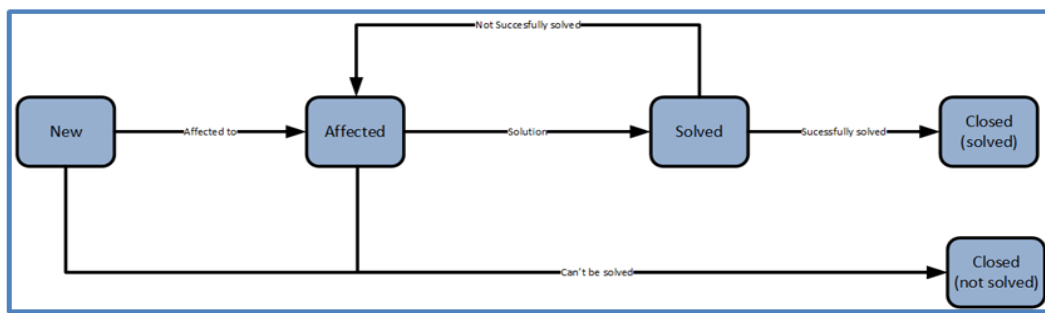 Not Succesfully solved
New
Affected to
Affected
Solution
Solved
Sucessfully solved
Closed
(solved)
Can't be solved
Closed
(not solved)